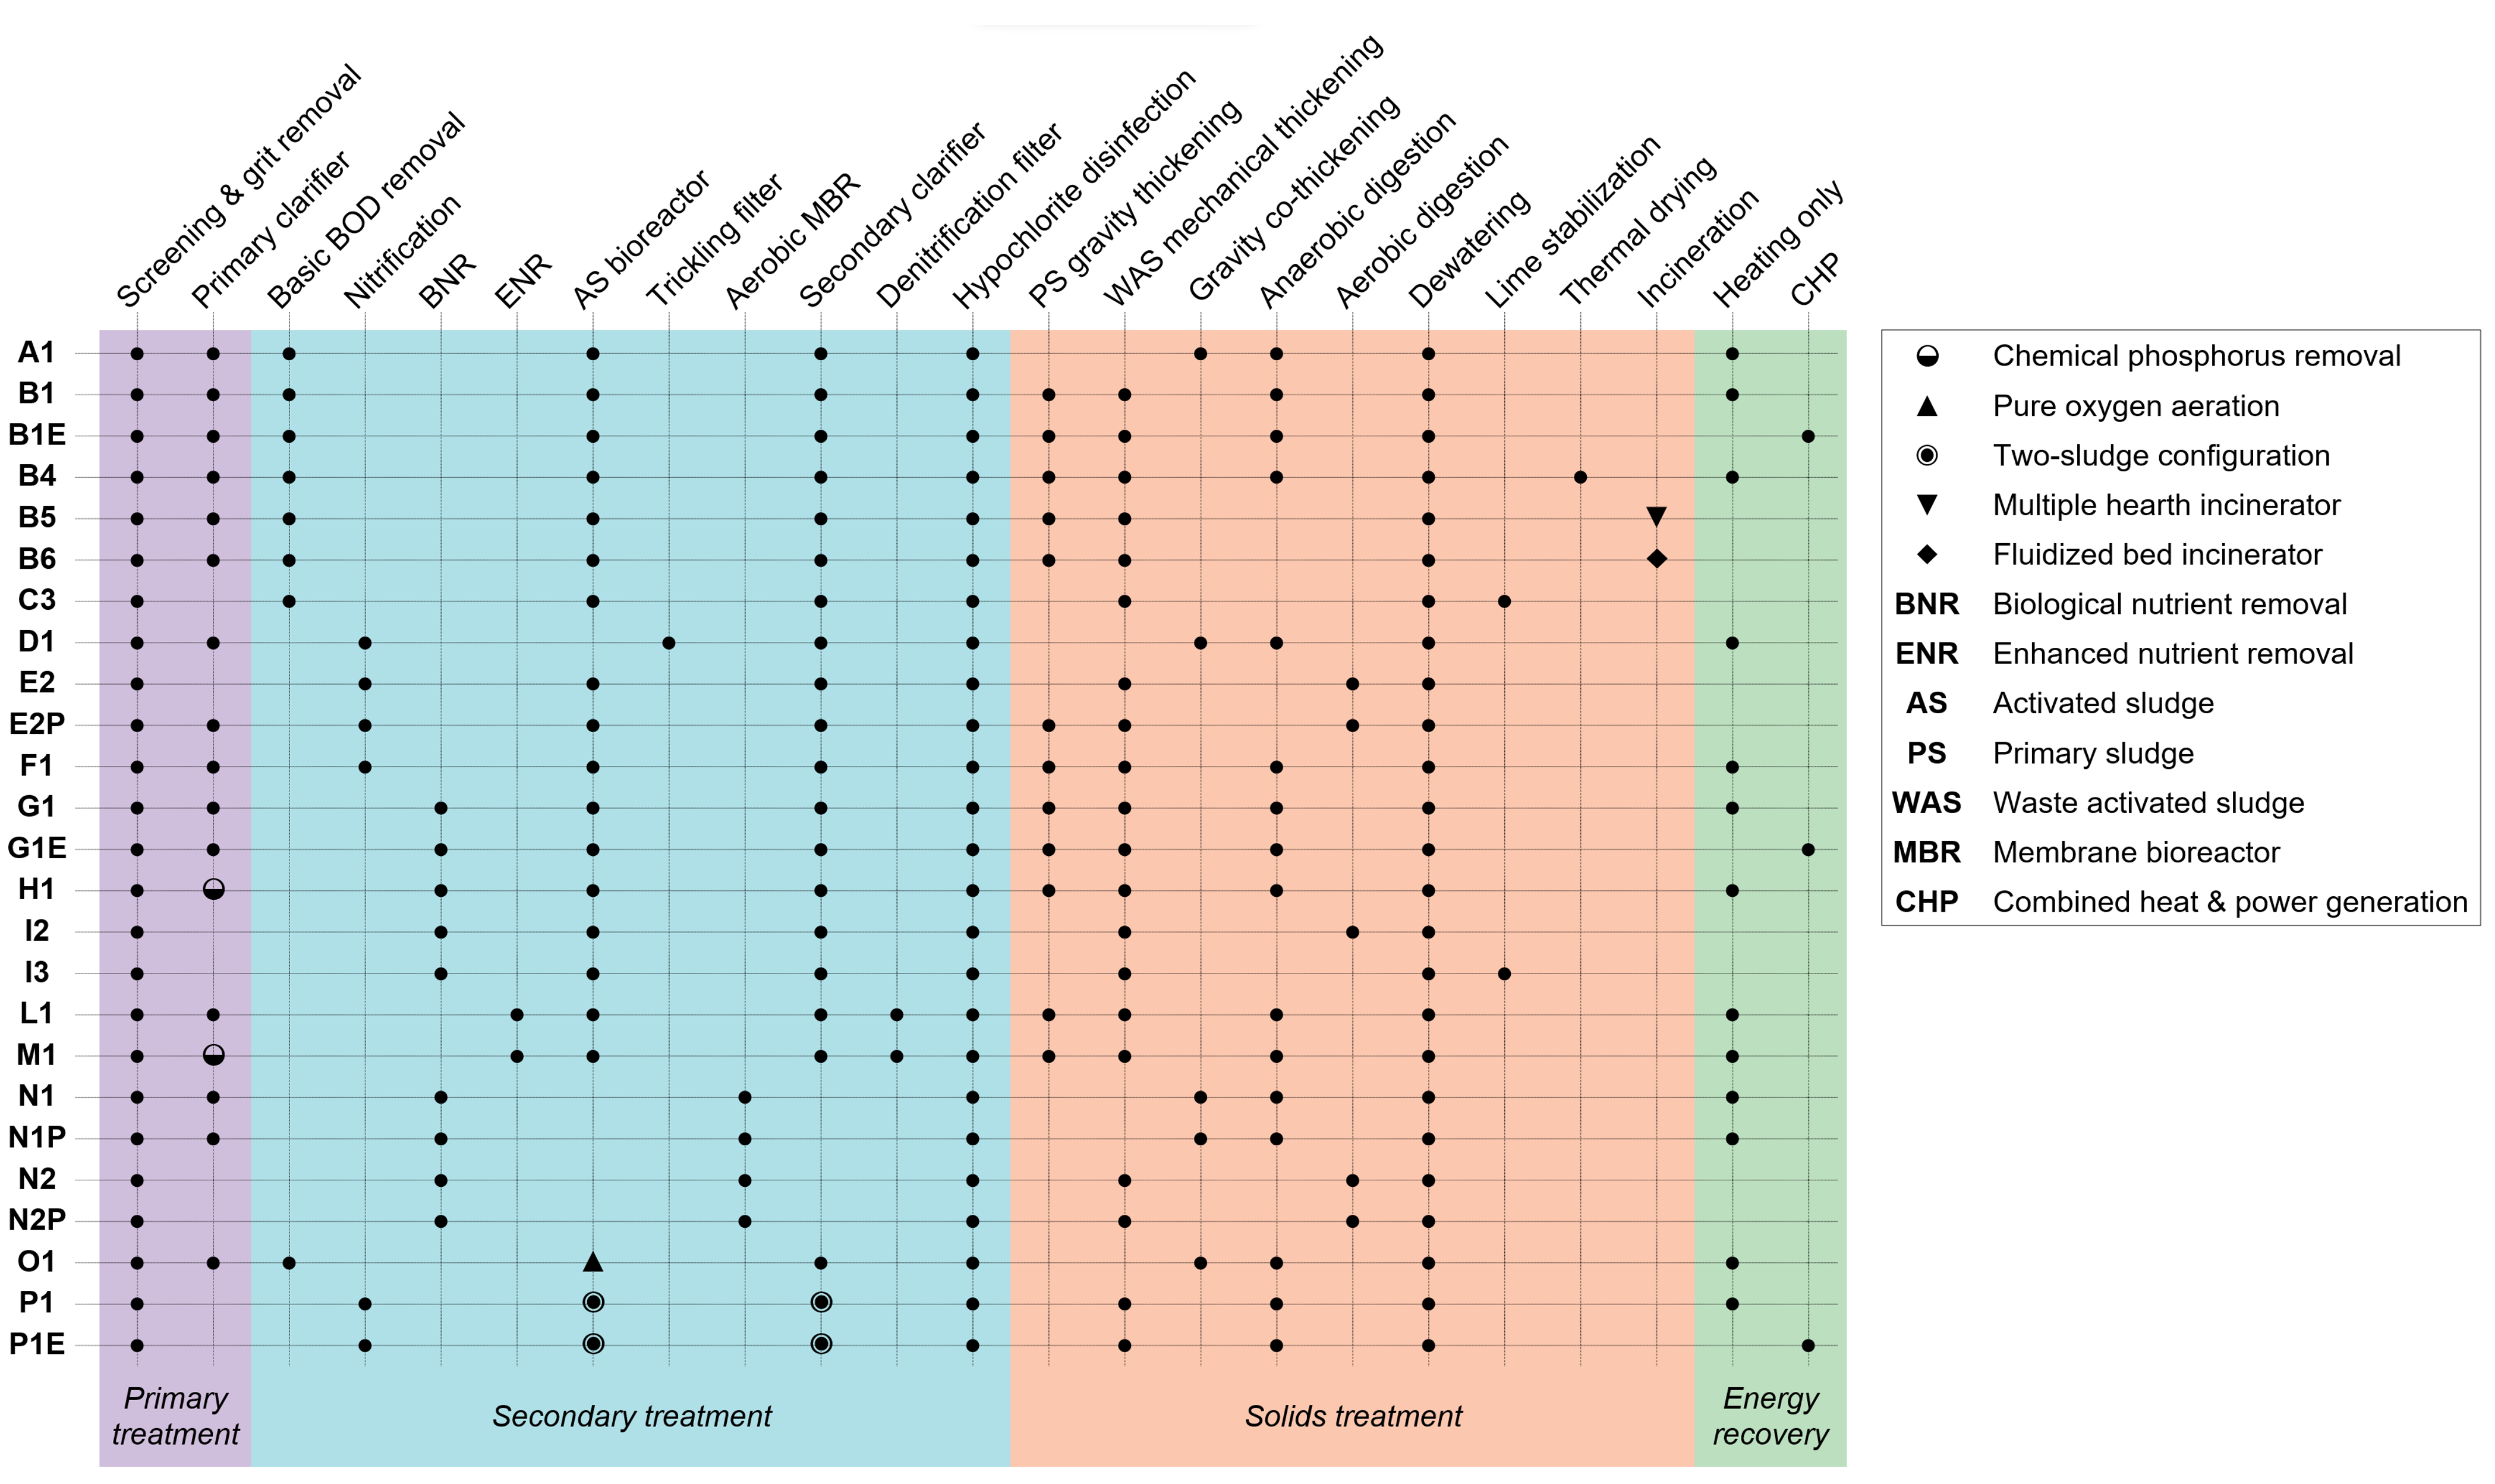 Screening & grit removal
Primary clarifier
Basic BOD removal
Nitrification
BNR
ENR
AS bioreactor
Trickling filter
Aerobic MBR
Secondary clarifier
Denitrification filter
Hypochlorite disinfection
PS gravity thickening
WAS mechanical thickening
Gravity co-thickening
Anaerobic digestion
Aerobic digestion
Dewatering
Lime stabilization
Thermal drying
Incineration
Heating only
CHP
A1
B1
B1E
B4
B5
B6
C3
D1
E2
E2P
F1
G1
G1E
H1
I2
I3
L1
M1
N1
N1P
N2
N2P
O1
P1
P1E
Primary
treatment
Secondary treatment
Solids treatment
Energy
recovery
Chemical phosphorus removal
Pure oxygen aeration
Two-sludge configuration
Multiple hearth incinerator
Fluidized bed incinerator
BNR Biological nutrient removal
ENR Enhanced nutrient removal
AS Activated sludge
PS Primary sludge
WAS Waste activated sludge
MBR Membrane bioreactor
CHP Combined heat & power generation